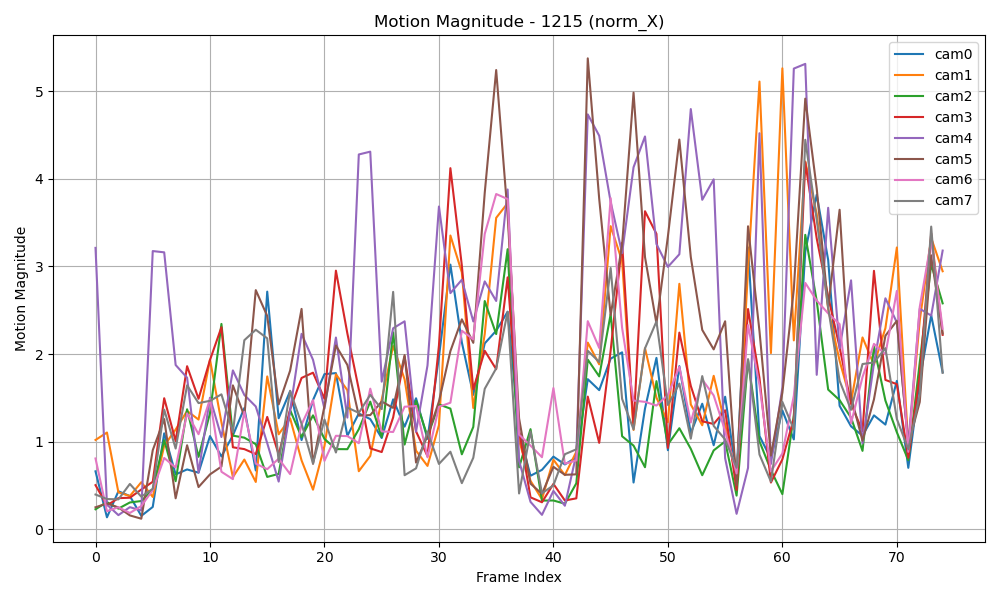 Motion Magnitude - 1215 (norm_X)
cam0
cam1
cam2
cam3
cam4
cam5
cam6
cam7
Motion Magnitude
5
4
3
2
1
0
0 10 20 30 40 50 60 70
Frame Index